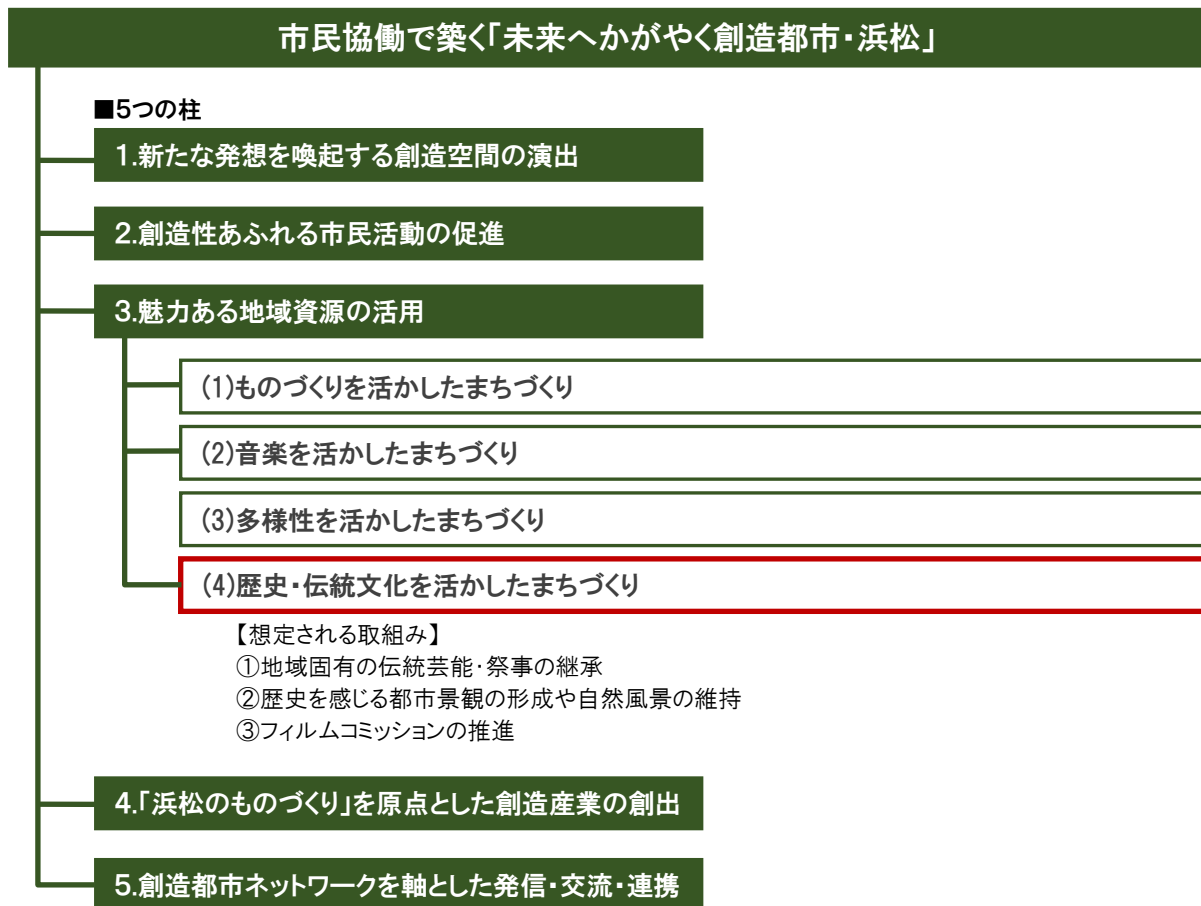 市民協働で築く「未来へかがやく創造都市・浜松」
■5つの柱
1.新たな発想を喚起する創造空間の演出
2.創造性あふれる市民活動の促進
3.魅力ある地域資源の活用
(1)ものづくりを活かしたまちづくり
(2)音楽を活かしたまちづくり
(3)多様性を活かしたまちづくり
(4)歴史・伝統文化を活かしたまちづくり
【想定される取組み】
①地域固有の伝統芸能・祭事の継承
②歴史を感じる都市景観の形成や自然風景の維持
③フィルムコミッションの推進
4.「浜松のものづくり」を原点とした創造産業の創出
5.創造都市ネットワークを軸とした発信・交流・連携